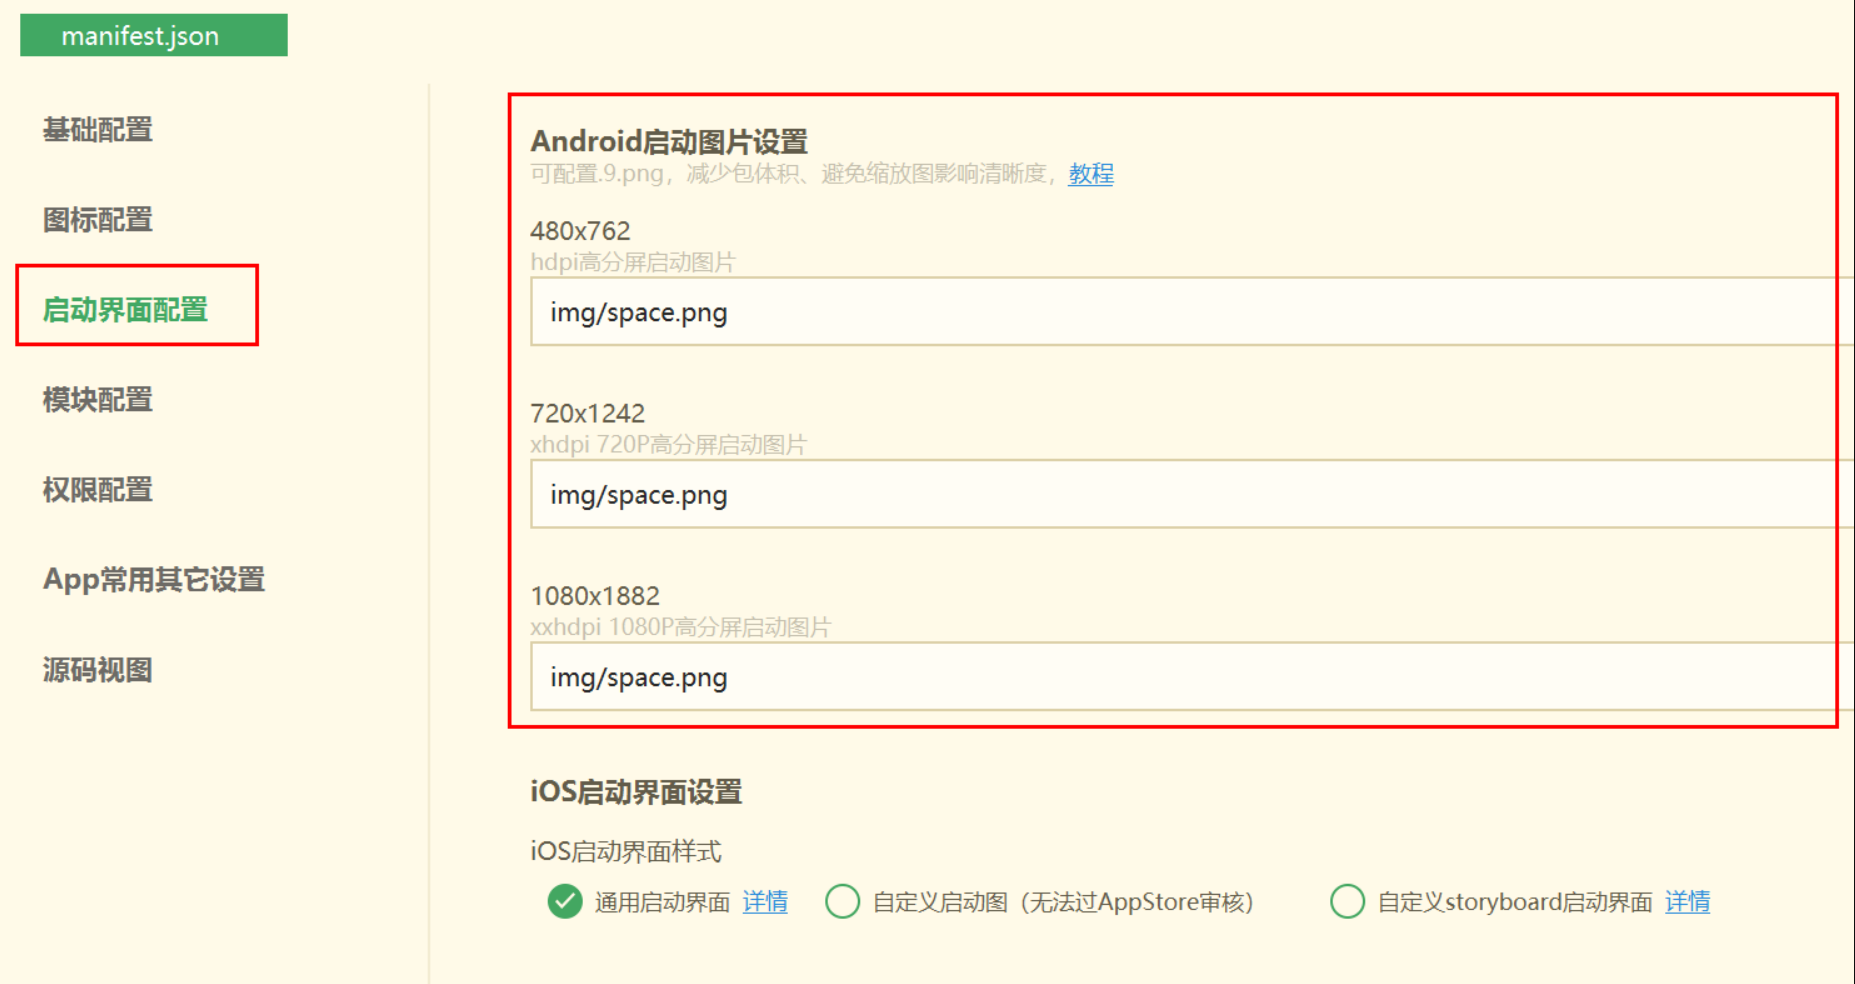 manifest.json
基础配置
图标配置
启动界面配置
模块配置
权限配置
App常用其它设置
源码视图
Android启动图片设置
可配置.9.png，减少包体积、避免缩放图影响清晰度，教程
480x762
hdpi高分屏启动图片
img/space.png
720x1242
xhdpi 720P高分屏启动图片
img/space.png
1080x1882
xxhdpi 1080P高分屏启动图片
img/space.png
iOS启动界面设置
iOS启动界面样式
通用启动界面 详情 自定义启动图（无法过AppStore审核） 自定义storyboard启动界面 详情